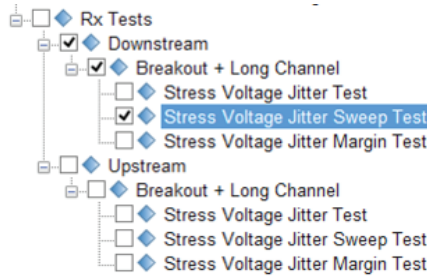 Rx Tests
Downstream
Breakout + Long Channel
Stress Voltage Jitter Test
Stress Voltage Jitter Sweep Test
Stress Voltage Jitter Margin Test
Upstream
Breakout + Long Channel
Stress Voltage Jitter Test
Stress Voltage Jitter Sweep Test
Stress Voltage Jitter Margin Test